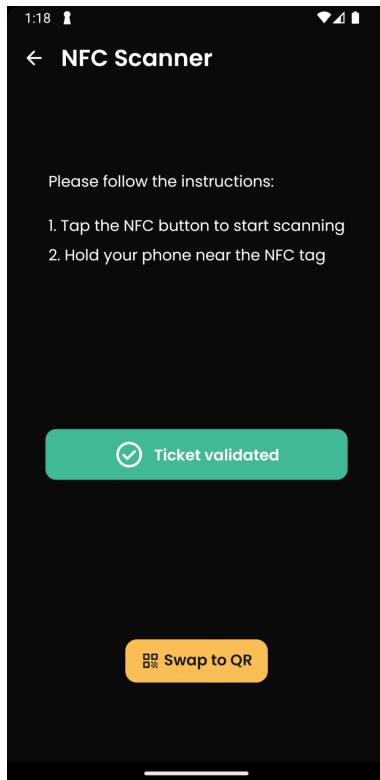 1:18
NFC Scanner
Please follow the instructions:
1. Tap the NFC button to start scanning
2. Hold your phone near the NFC tag
Ticket validated
Swap to QR